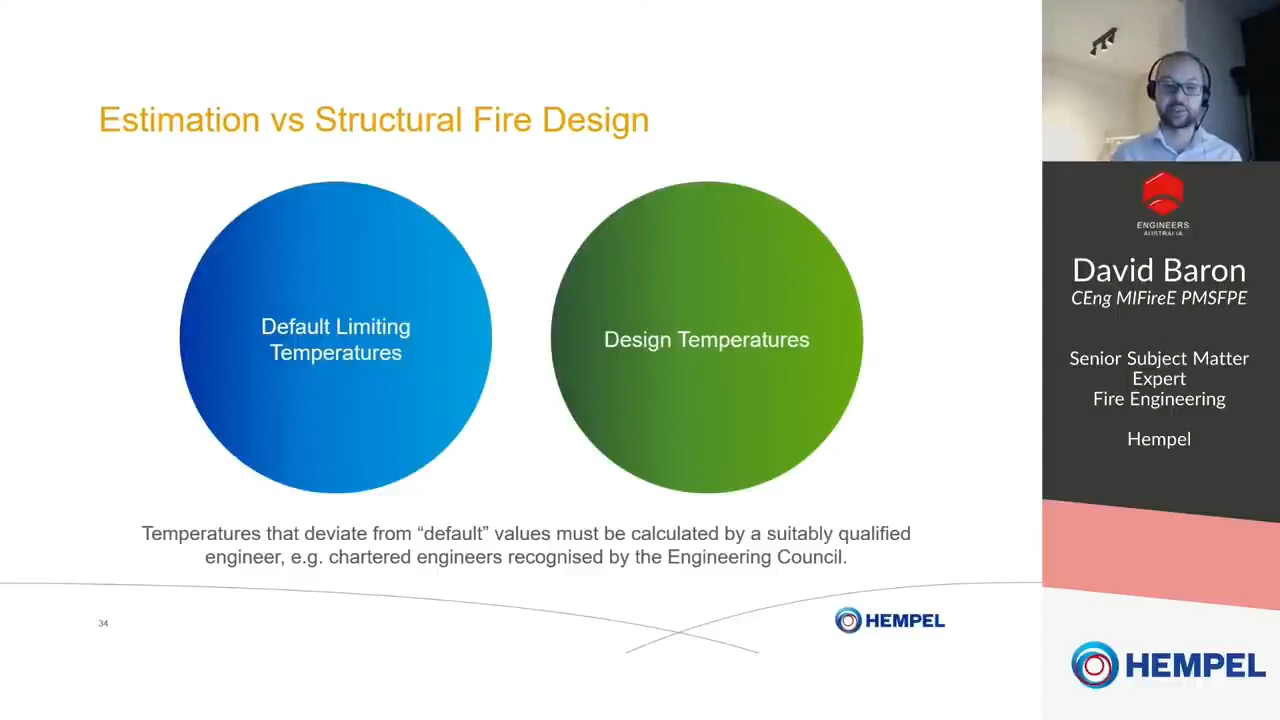 Estimation vs Structural Fire Design
Default Limiting
Temperatures
Design Temperatures
Temperatures that deviate from “default” values must be calculated by a suitably qualified
engineer, e.g. chartered engineers recognised by the Engineering Council.
34
HEMPEL
ENGINEERS
AUSTRALIA
David Baron
CEng MIFireE PMSFPE
Senior Subject Matter
Expert
Fire Engineering
Hempel
HEMPEL